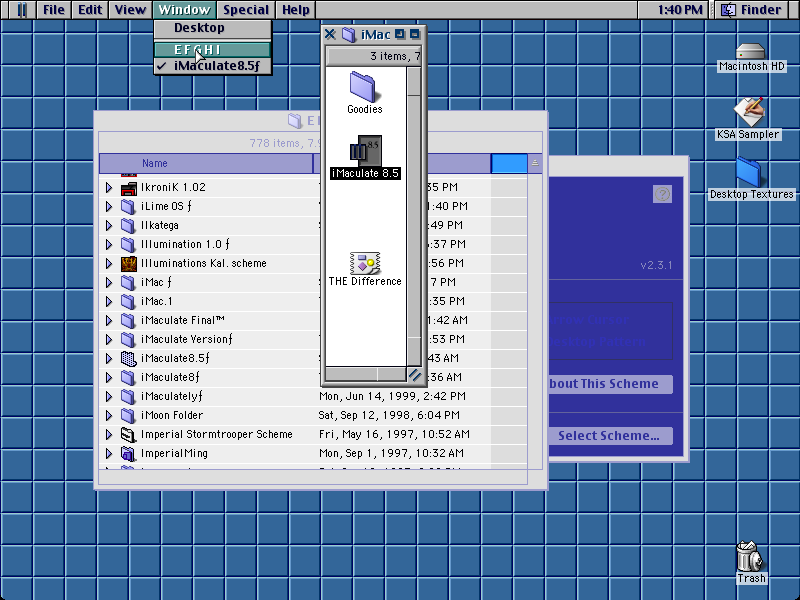 File Edit View Window Special Help 1:40 PM Finder
Desktop
E F G H I
✓ iMaculate8.5ƒ
iMac
3 items, 7
Goodies
8.5
iMaculate 8.5
THE Difference
Macintosh HD
KSA Sampler
Desktop Textures
Trash
E
778 items, 7.9
Name
IkroniK 1.02 35 PM
iLime OS ƒ 1:40 PM
Ilkatega :49 PM
Illumination 1.0 ƒ 5:37 PM
Illuminations Kal. scheme :56 PM
iMac ƒ 7 PM
iMac.1 :35 PM
iMaculate Final™ 1:42 AM
iMaculate Versionƒ :53 PM
iMaculate8.5ƒ 43 AM
iMaculate8ƒ :36 AM
iMaculatelyƒ Mon, Jun 14, 1999, 2:42 PM
iMoon Folder Sat, Sep 12, 1998, 6:04 PM
Imperial Stormtrooper Scheme Fri, May 16, 1997, 10:52 AM
ImperialMing Mon, Sep 1, 1997, 10:32 AM
?
v2.3.1
bout This Scheme
Select Scheme...